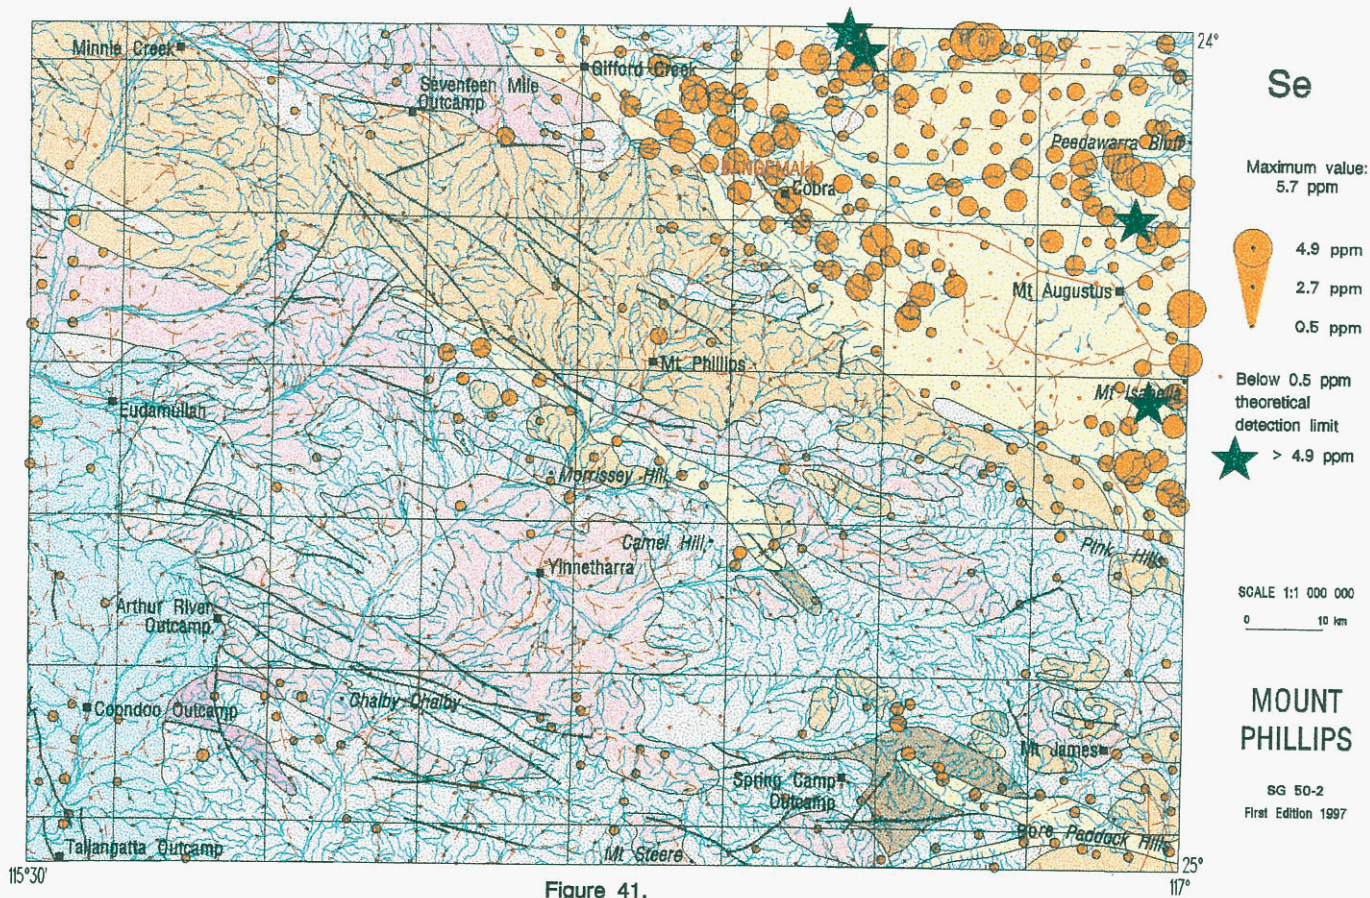 24°
Se
Minnie Creek
Gifford Creek
Seventeen Mile
Outcamp
Peedawarra Bluff
Maximum value:
5.7 ppm
Cobra
4.9 ppm
2.7 ppm
0.5 ppm
Mt Augustus
Mt Phillips
Below 0.5 ppm
theoretical
detection limit
> 4.9 ppm
Mt Isabella
Eudamullah
Morrissey Hill
Camel Hill
Pink Hills
Yinnetharra
Arthur River
Outcamp
SCALE 1:1 000 000
0 10 km
Chalby Chalby
Coondoo Outcamp
MOUNT
PHILLIPS
Mt James
Spring Camp
Outcamp
SG 50-2
First Edition 1997
Bore Paddock Hills
Tallangatta Outcamp
Mt Steere
25°
115°30'
117°
Figure 41.